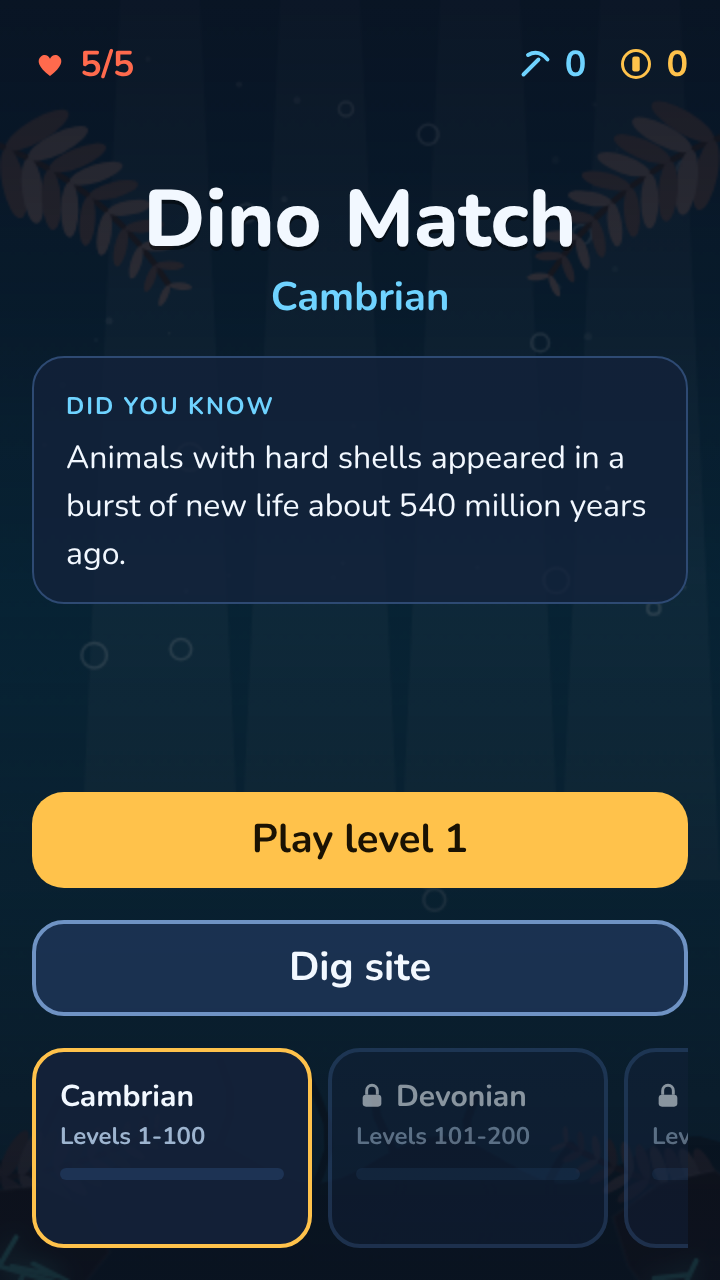 5/5
0
0
Dino Match
Cambrian
DID YOU KNOW
Animals with hard shells appeared in a
burst of new life about 540 million years
ago.
Play level 1
Dig site
Cambrian
Levels 1-100
Devonian
Levels 101-200